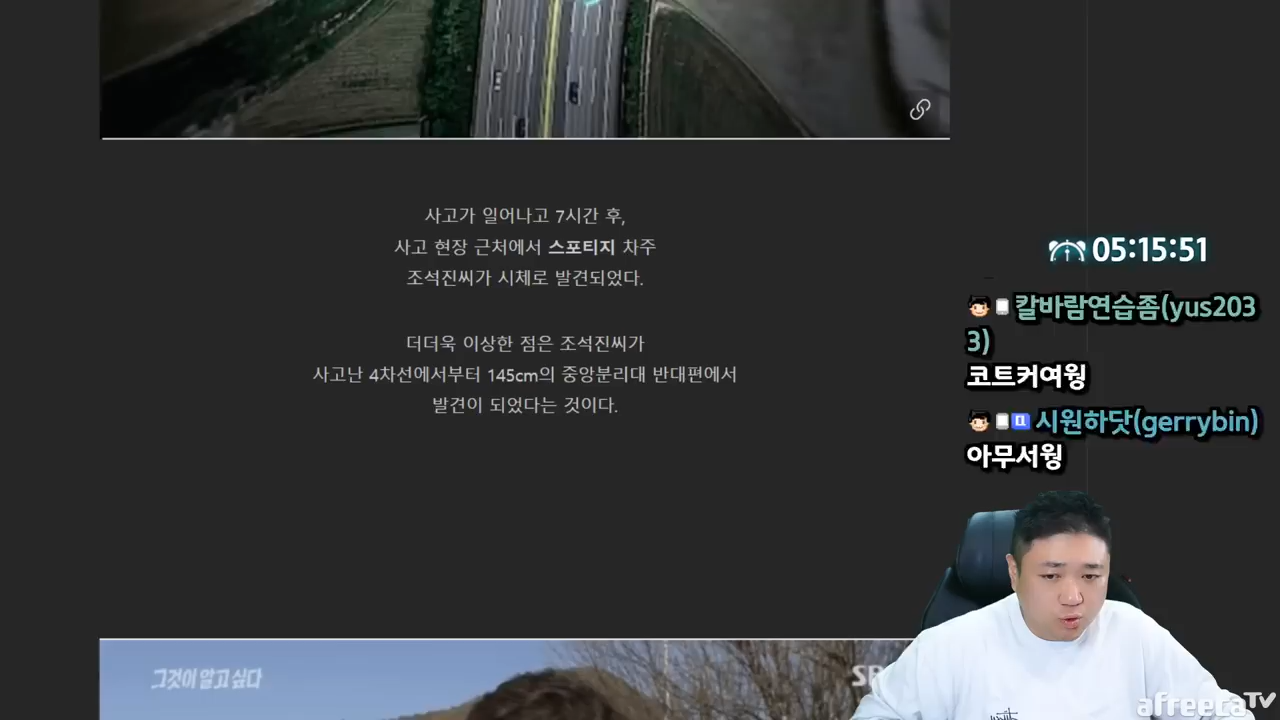 사고가 일어나고 7시간 후,
사고 현장 근처에서 스포티지 차주
조석진씨가 시체로 발견되었다.
더더욱 이상한 점은 조석진씨가
사고난 4차선에서부터 145cm의 중앙분리대 반대편에서
발견이 되었다는 것이다.
05:15:51
칼바람연습좀(yus203
3)
코트커여웡
시원하닷(gerrybin)
아무서웡
그것이 알고 싶다
afreecaTV